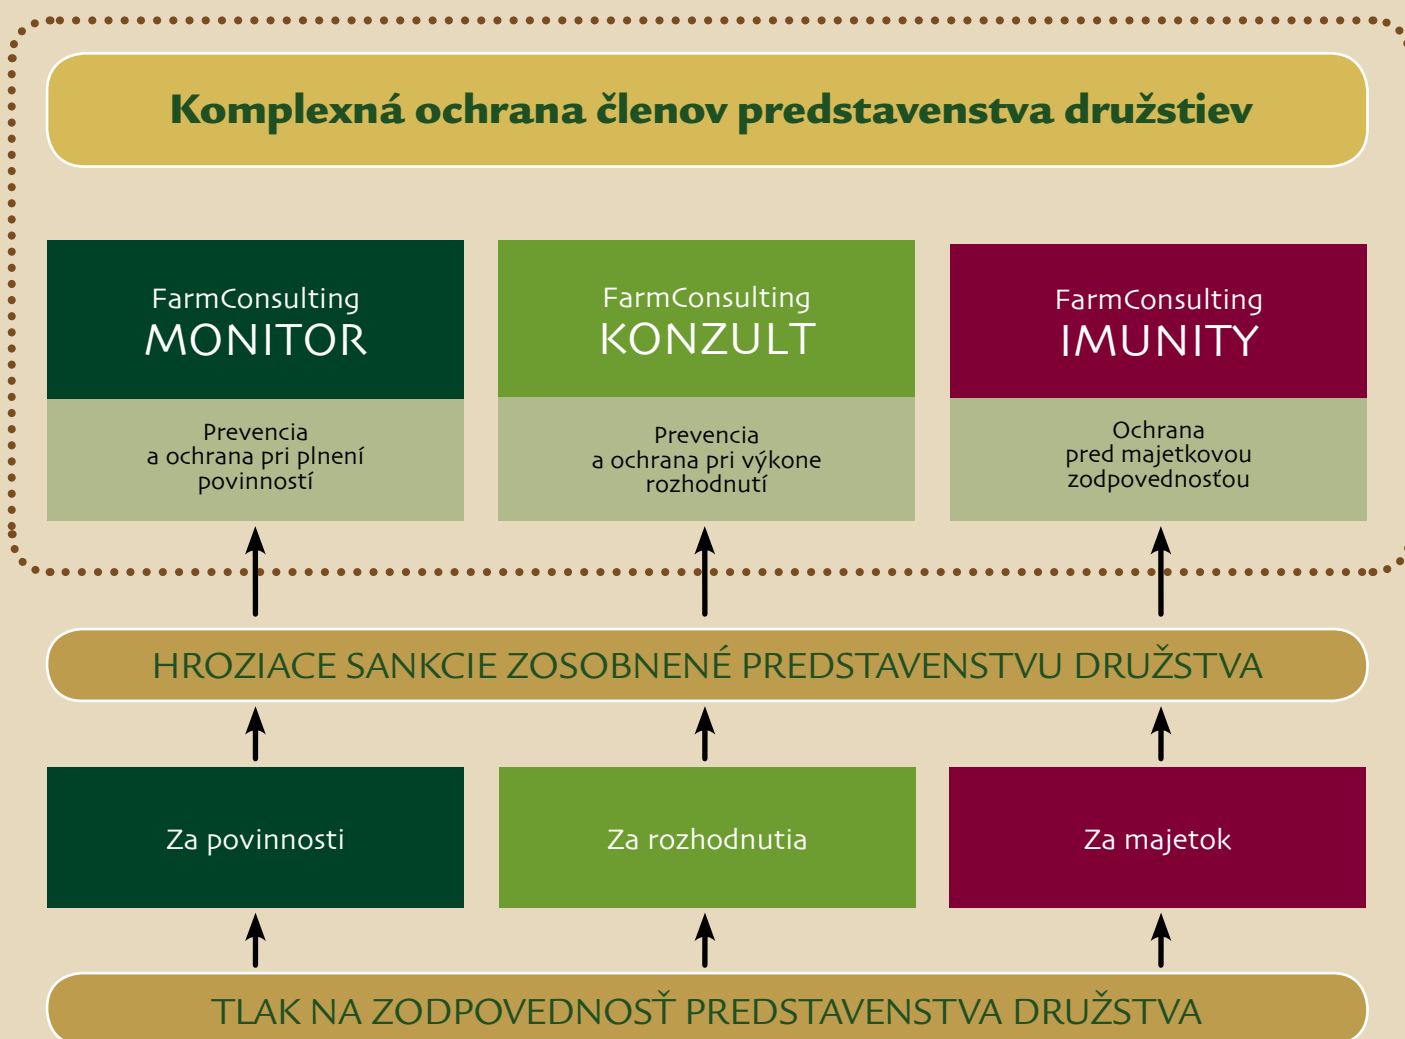 Komplexná ochrana členov predstavenstva družstiev
FarmConsulting
MONITOR
Prevencia
a ochrana pri plnení
povinností
FarmConsulting
KONZULT
Prevencia
a ochrana pri výkone
rozhodnutí
FarmConsulting
IMUNITY
Ochrana
pred majetkovou
zodpovednosťou
HROZIACE SANKCIE ZOSOBNENÉ PREDSTAVENSTVU DRUŽSTVA
Za povinnosti
Za rozhodnutia
Za majetok
TLAK NA ZODPOVEDNOSŤ PREDSTAVENSTVA DRUŽSTVA